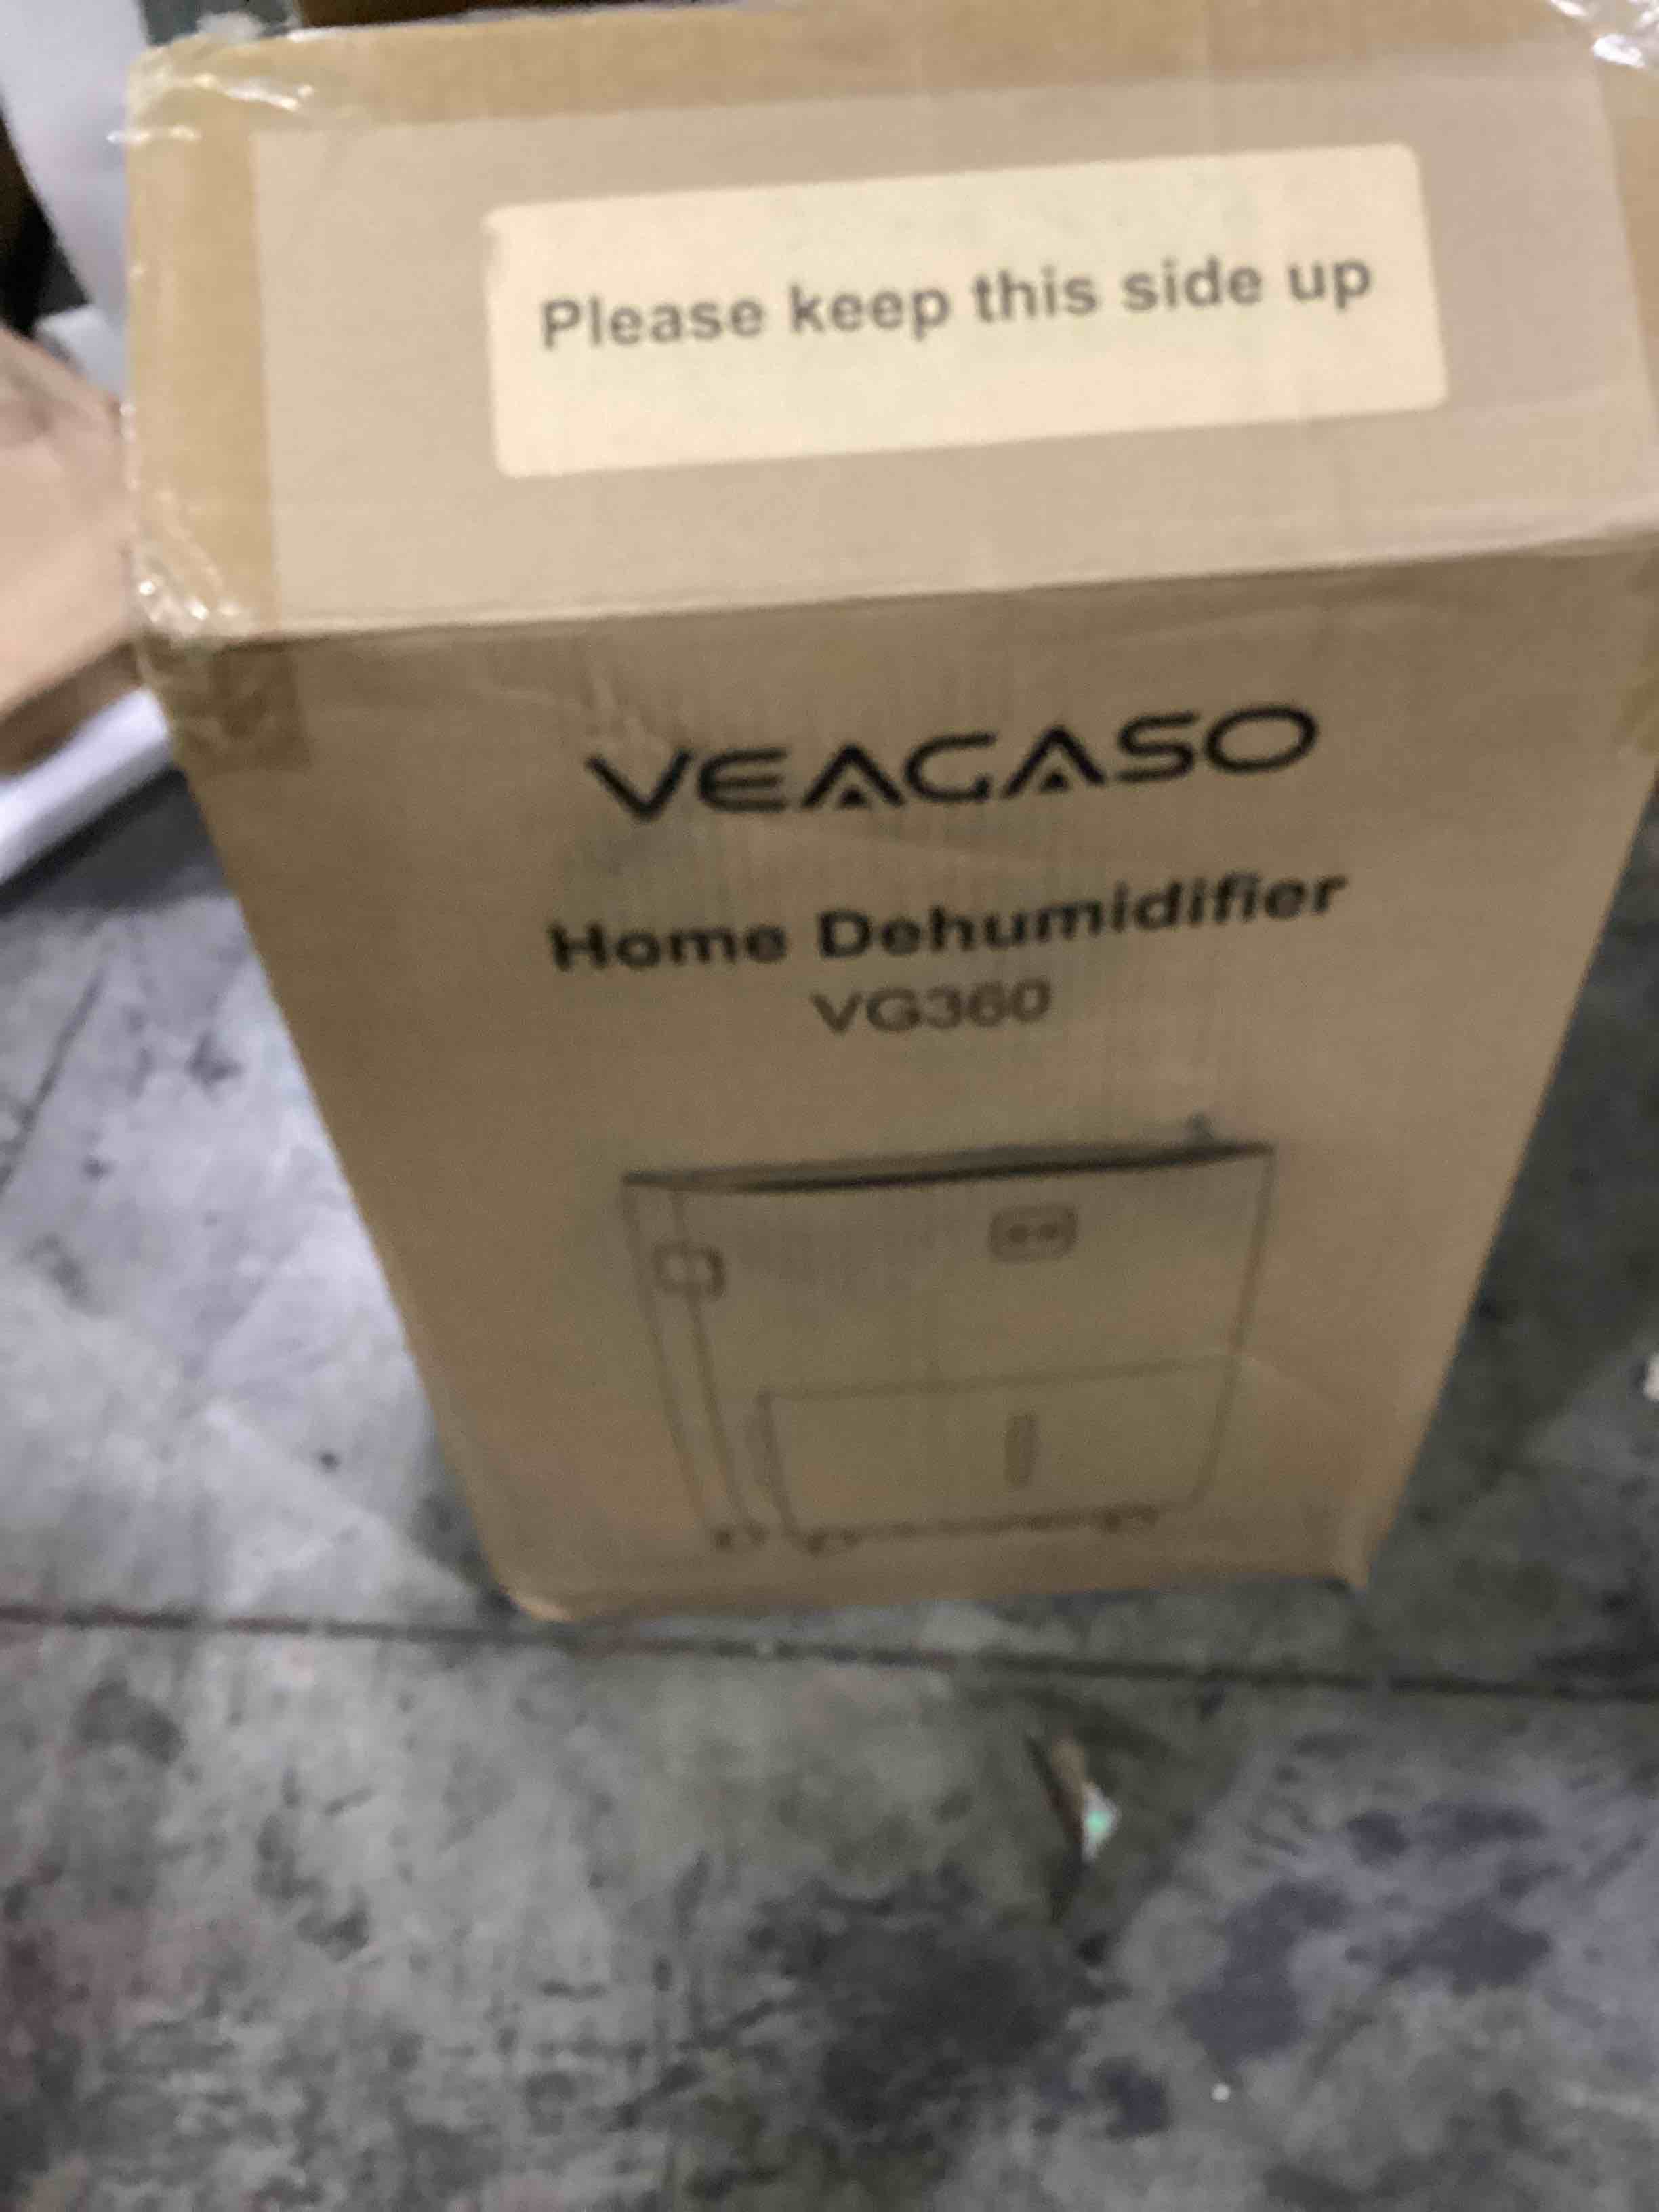 Please keep this side up
VEAGASO
Home Dehumidifier
VG360